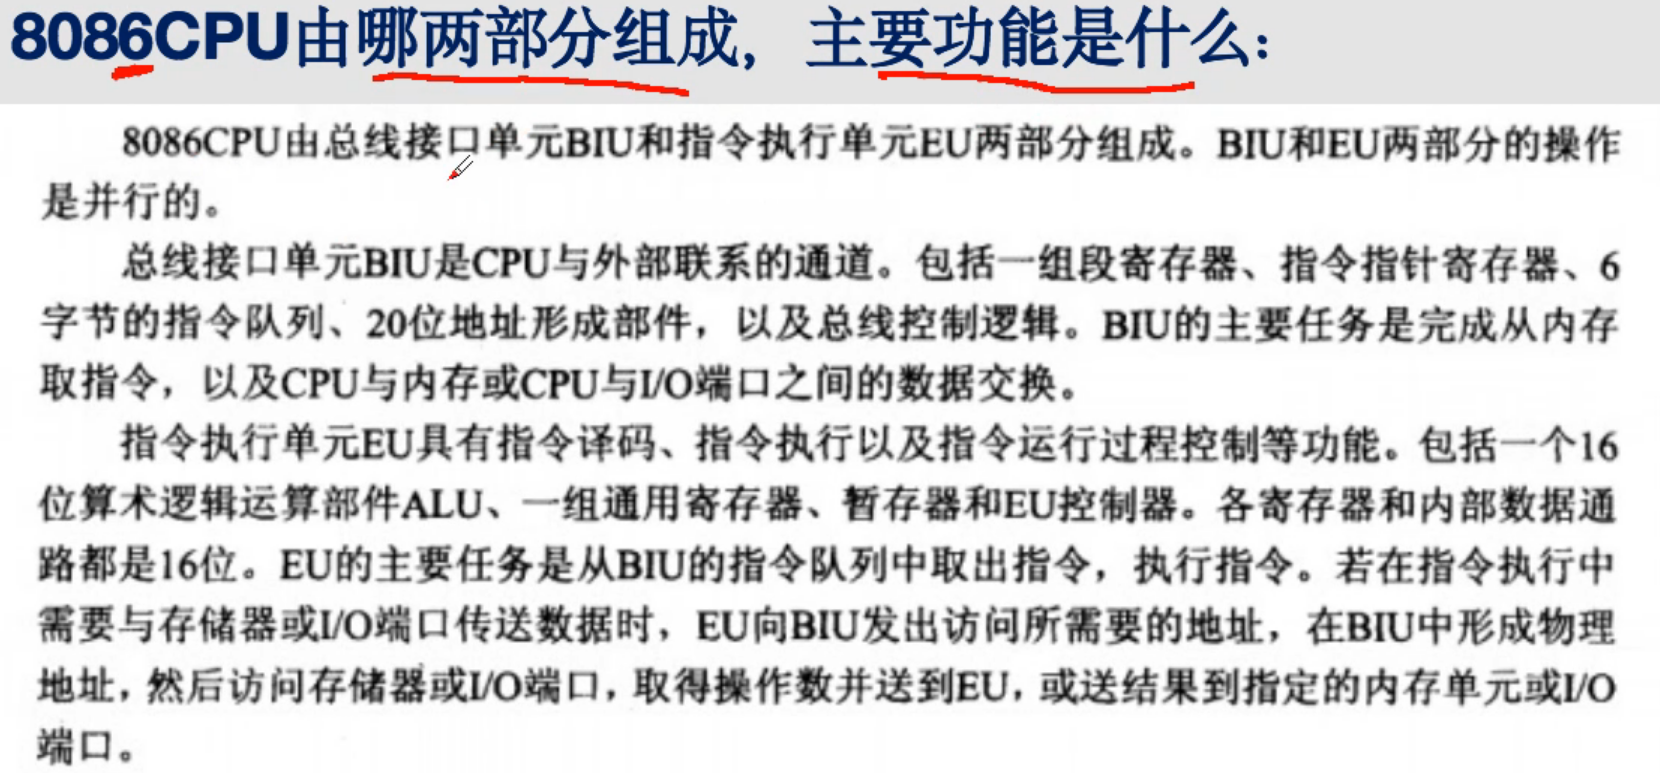 8086CPU由哪两部分组成，主要功能是什么：
8086CPU由总线接口单元BIU和指令执行单元EU两部分组成。BIU和EU两部分的操作
是并行的。
总线接口单元BIU是CPU与外部联系的通道。包括一组段寄存器、指令指针寄存器、6
字节的指令队列、20位地址形成部件，以及总线控制逻辑。BIU的主要任务是完成从内存
取指令，以及CPU与内存或CPU与I/O端口之间的数据交换。
指令执行单元EU具有指令译码、指令执行以及指令运行过程控制等功能。包括一个16
位算术逻辑运算部件ALU、一组通用寄存器、暂存器和EU控制器。各寄存器和内部数据通
路都是16位。EU的主要任务是从BIU的指令队列中取出指令，执行指令。若在指令执行中
需要与存储器或I/O端口传送数据时，EU向BIU发出访问所需要的地址，在BIU中形成物理
地址，然后访问存储器或I/O端口，取得操作数并送到EU，或送结果到指定的内存单元或I/O
端口。